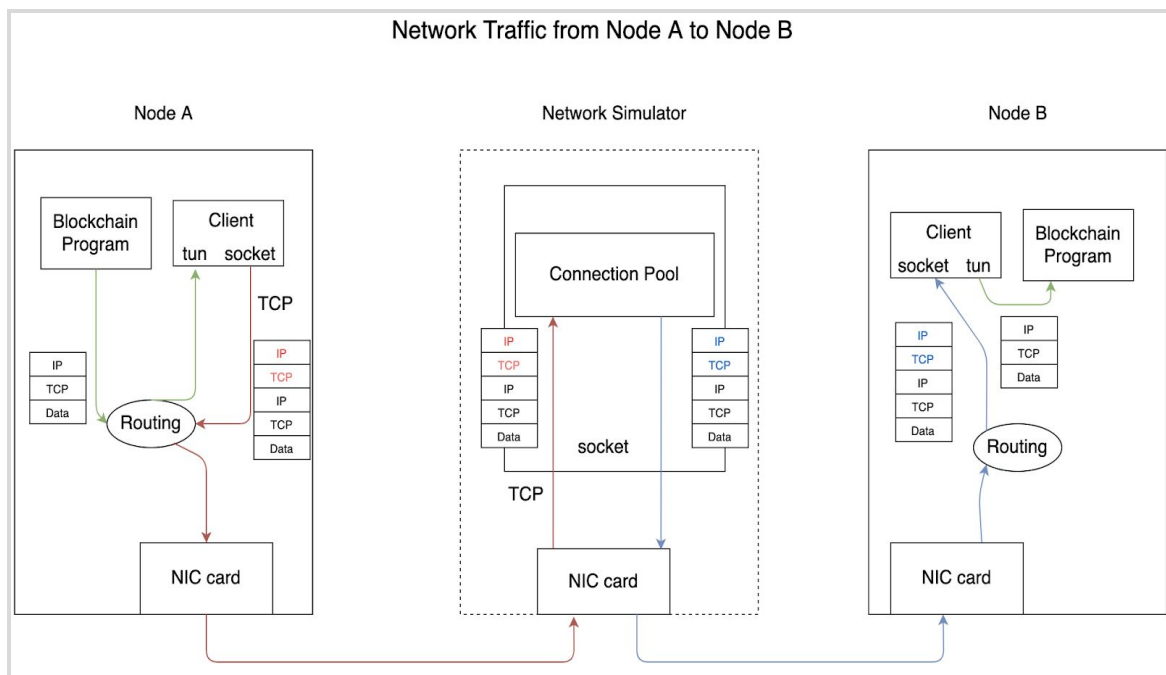 Network Traffic from Node A to Node B
Node A
Network Simulator
Node B
Blockchain
Program
Client
tun socket
TCP
IP
TCP
Data
IP
TCP
IP
TCP
Data
Routing
NIC card
Connection Pool
IP
TCP
IP
TCP
Data
IP
TCP
IP
TCP
Data
socket
TCP
NIC card
Client
socket tun
Blockchain
Program
IP
TCP
IP
TCP
Data
IP
TCP
Data
Routing
NIC card